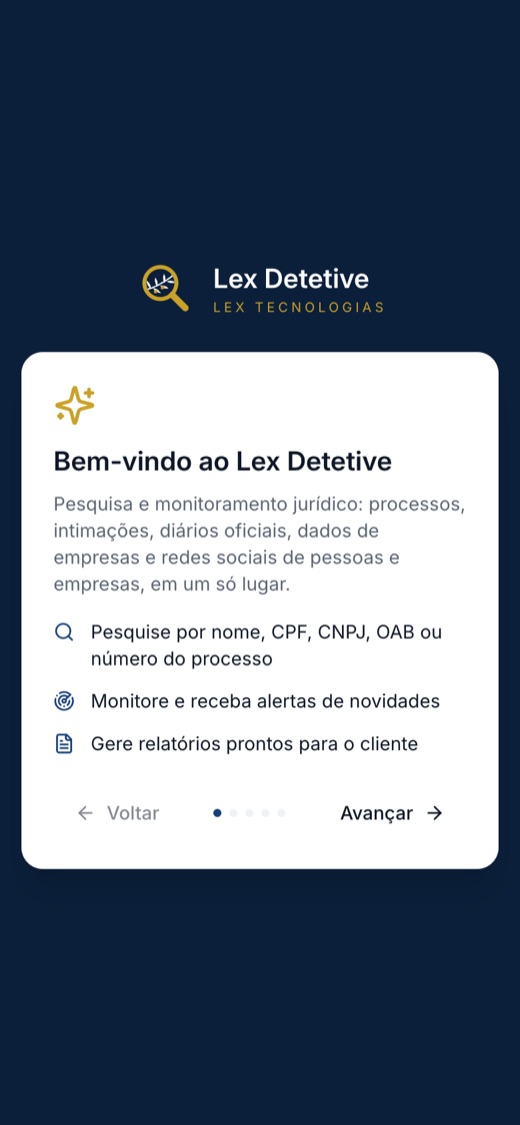 Lex Detetive
LEX TECNOLOGIAS
Bem-vindo ao Lex Detetive
Pesquisa e monitoramento jurídico: processos,
intimações, diários oficiais, dados de
empresas e redes sociais de pessoas e
empresas, em um só lugar.
Pesquise por nome, CPF, CNPJ, OAB ou
número do processo
Monitore e receba alertas de novidades
Gere relatórios prontos para o cliente
Voltar
Avançar